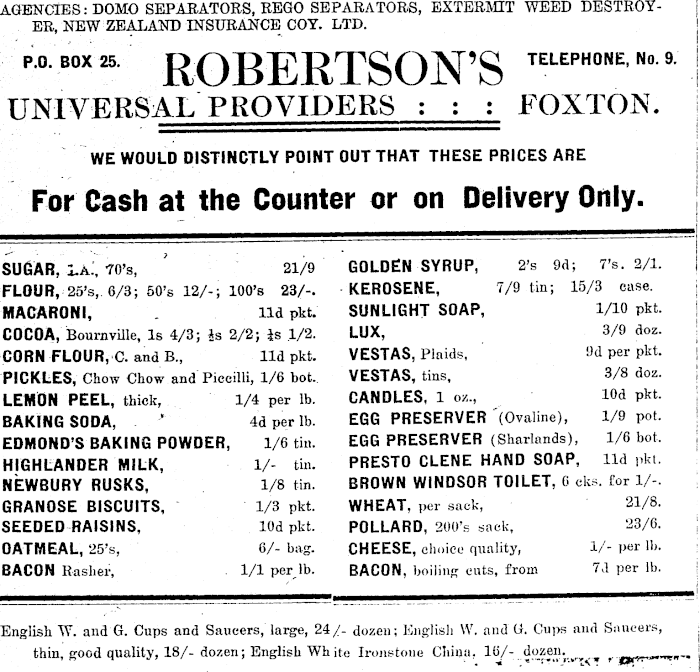 AGENCIES: DOMO SEPARATORS, REGO SEPARATORS, EXTERMIT WEED DESTROY-
ER, NEW ZEALAND INSURANCE COY. LTD.
P.O. BOX 25.
ROBERTSON'S
TELEPHONE, No. 9.
UNIVERSAL PROVIDERS : : : FOXTON.
WE WOULD DISTINCTLY POINT OUT THAT THESE PRICES ARE
For Cash at the Counter or on Delivery Only.
SUGAR, 1.A., 70's, 21/9
FLOUR, 25's, 6/3; 50's 12/-; 100's 23/-.
MACARONI, 11d pkt.
COCOA, Bournville, 1s 4/3; ½s 2/2; ¼s 1/2.
CORN FLOUR, C. and B., 11d pkt.
PICKLES, Chow Chow and Piccilli, 1/6 bot.
LEMON PEEL, thick, 1/4 per lb.
BAKING SODA, 4d per lb.
EDMOND'S BAKING POWDER, 1/6 tin.
HIGHLANDER MILK, 1/- tin.
NEWBURY RUSKS, 1/8 tin.
GRANOSE BISCUITS, 1/3 pkt.
SEEDED RAISINS, 10d pkt.
OATMEAL, 25's, 6/- bag.
BACON Rasher, 1/1 per lb.
GOLDEN SYRUP, 2's 9d; 7's. 2/1.
KEROSENE, 7/9 tin; 15/3 case.
SUNLIGHT SOAP, 1/10 pkt.
LUX, 3/9 doz.
VESTAS, Plaids, 9d per pkt.
VESTAS, tins, 3/8 doz.
CANDLES, 1 oz., 10d pkt.
EGG PRESERVER (Ovaline), 1/9 pot.
EGG PRESERVER (Sharlands), 1/6 bot.
PRESTO CLENE HAND SOAP, 11d pkt.
BROWN WINDSOR TOILET, 6 cks. for 1/-.
WHEAT, per sack, 21/8.
POLLARD, 200's sack, 23/6.
CHEESE, choice quality, 1/- per lb.
BACON, boiling cuts, from 7d per lb.
English W. and G. Cups and Saucers, large, 24/- dozen; English W. and G. Cups and Saucers,
thin, good quality, 18/- dozen; English White Ironstone China, 16/- dozen.